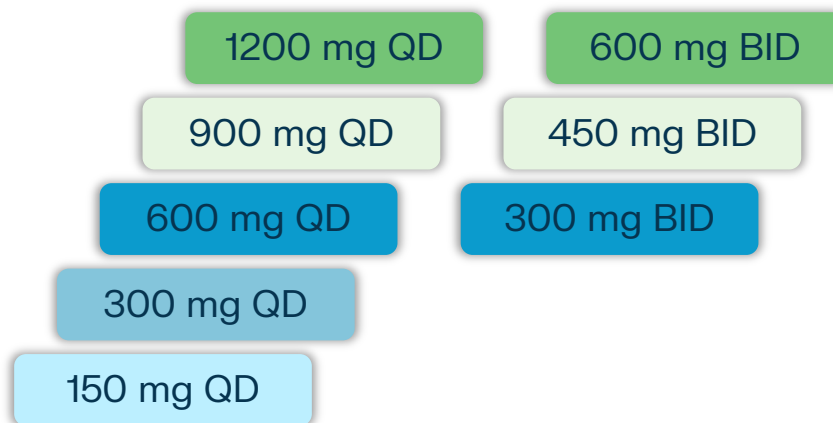 1200 mg QD 600 mg BID
900 mg QD 450 mg BID
600 mg QD 300 mg BID
300 mg QD
150 mg QD